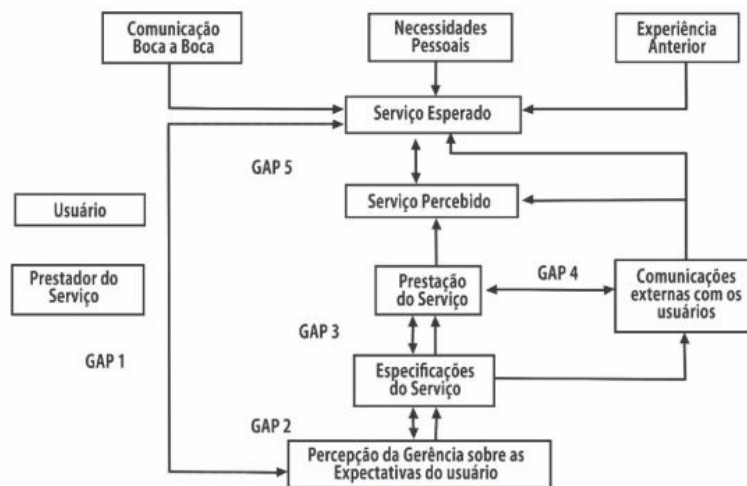 Comunicação
Boca a Boca
Necessidades
Pessoais
Experiência
Anterior
Serviço Esperado
GAP 5
Serviço Percebido
Usuário
Prestador do
Serviço
Prestação
do Serviço
GAP 4
Comunicações
externas com os
usuários
GAP 3
GAP 1
Especificações
do Serviço
GAP 2
Percepção da Gerência sobre as
Expectativas do usuário